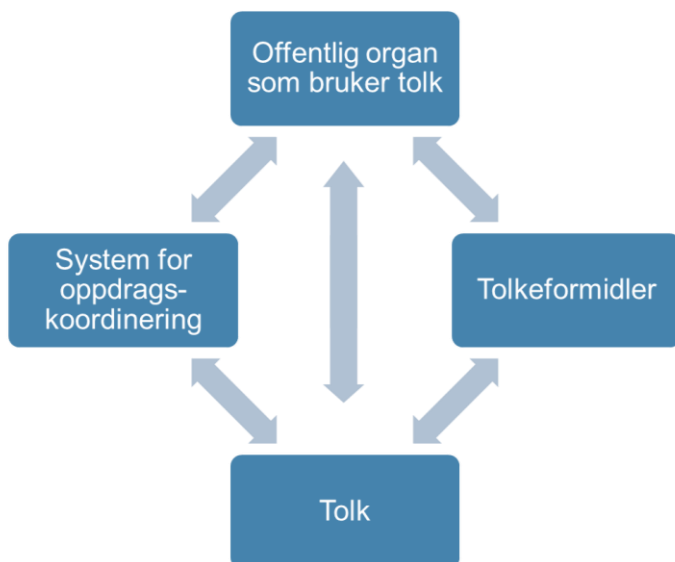 Offentlig organ
som bruker tolk
System for
oppdrags-
koordinering
Tolkeformidler
Tolk